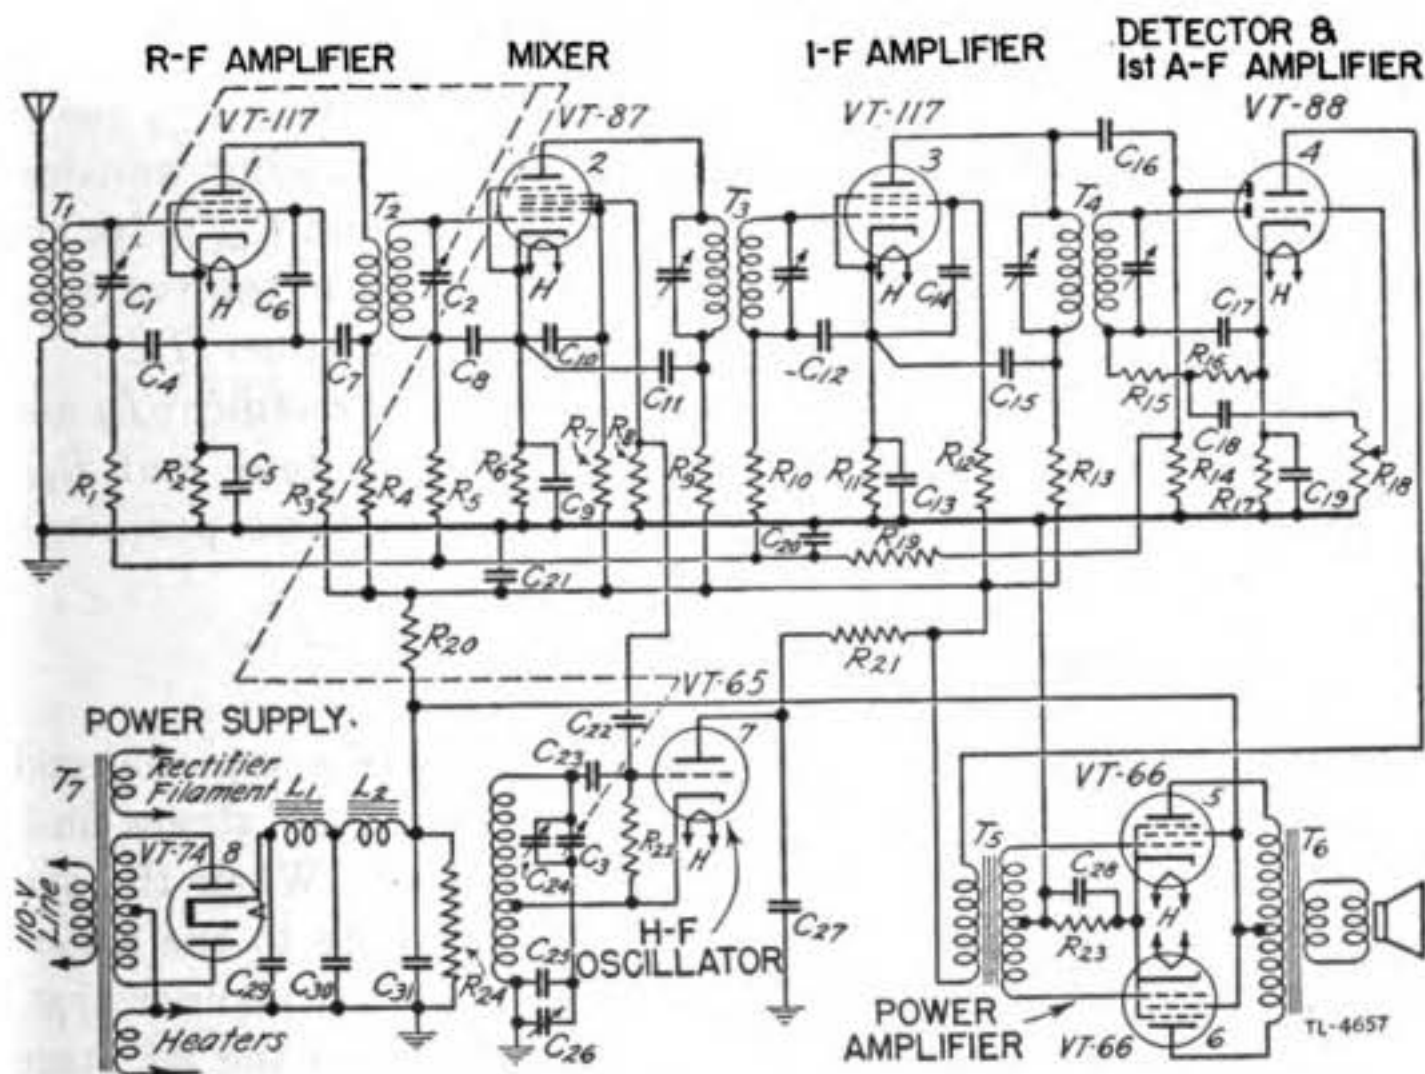 R-F AMPLIFIER
MIXER
I-F AMPLIFIER
DETECTOR &
1st A-F AMPLIFIER
VT-117
VT-87
VT-117
VT-88
2
3
4
C16
T1
T2
T3
T4
C1
H
C6
C2
H
H
C14
C17
H
C4
C7
C8
C10
C11
C12
C15
R15
R16
C18
R1
R2
C5
R3
R4
R5
R6
C9
R7
R8
R9
R10
R11
C13
R12
R13
R14
R17
C19
R18
C20
R19
C21
R20
R21
VT-65
POWER SUPPLY
C22
7
T7
Rectifier
Filament
L1
L2
C23
VT-66
5
VT-74
8
C24
C3
R22
H
T5
C28
T6
110-V
Line
H-F
OSCILLATOR
C27
R23
H
C29
C30
C31
R24
C25
POWER
AMPLIFIER
VT-66
6
TL-4657
Heaters
C26